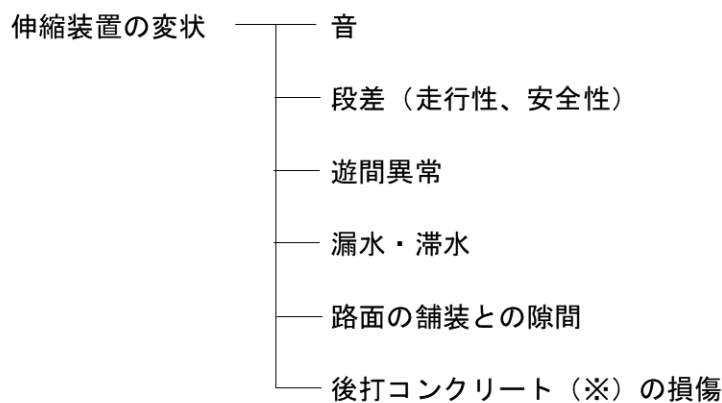 伸縮装置の変状
音
段差（走行性、安全性）
遊間異常
漏水・滞水
路面の舗装との隙間
後打コンクリート（※）の損傷